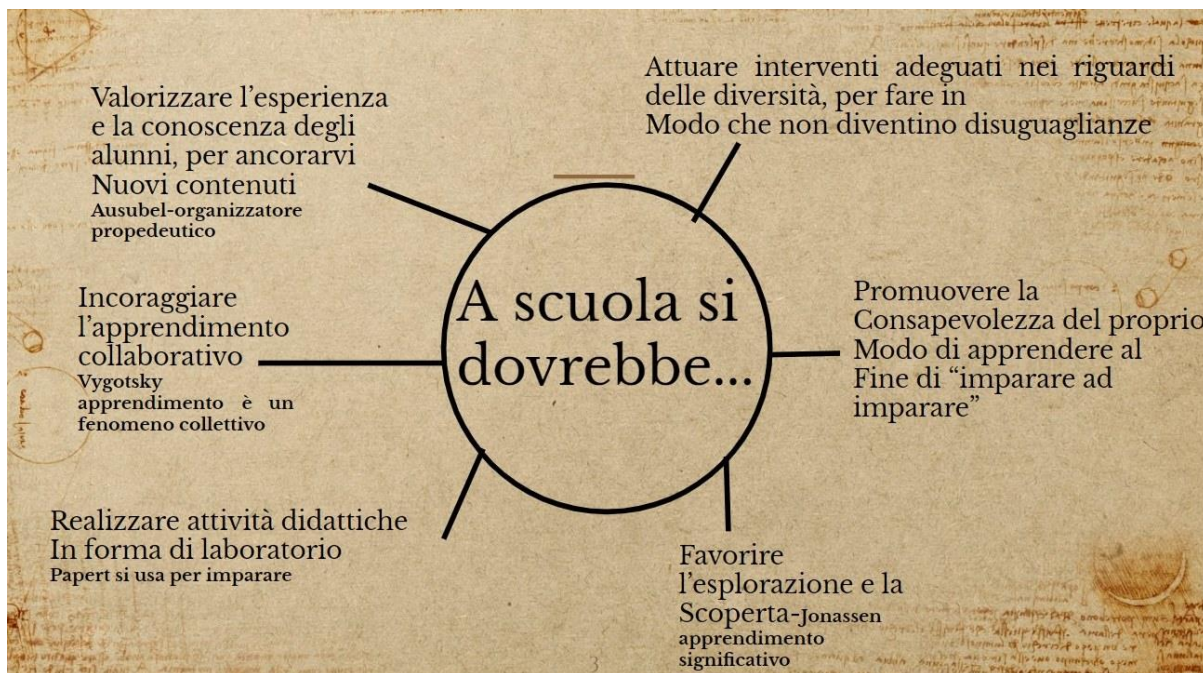 A scuola si
dovrebbe...
Valorizzare l'esperienza
e la conoscenza degli
alunni, per ancorarvi
Nuovi contenuti
Ausubel-organizzatore
propedeutico
Attuare interventi adeguati nei riguardi
delle diversità, per fare in
Modo che non diventino disuguaglianze
Incoraggiare
l'apprendimento
collaborativo
Vygotsky
apprendimento è un
fenomeno collettivo
Promuovere la
Consapevolezza del proprio
Modo di apprendere al
Fine di “imparare ad
imparare”
Realizzare attività didattiche
In forma di laboratorio
Papert si usa per imparare
Favorire
l'esplorazione e la
Scoperta-Jonassen
apprendimento
significativo
3